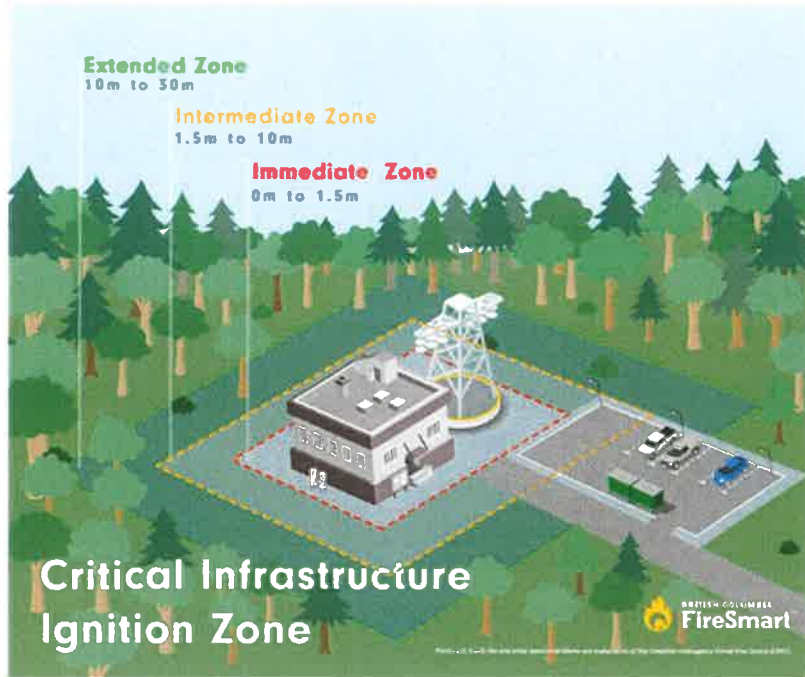 Extended Zone
10m to 30m
Intermediate Zone
1.5m to 10m
Immediate Zone
0m to 1.5m
Critical Infrastructure
Ignition Zone
BRITISH COLUMBIA
FireSmart